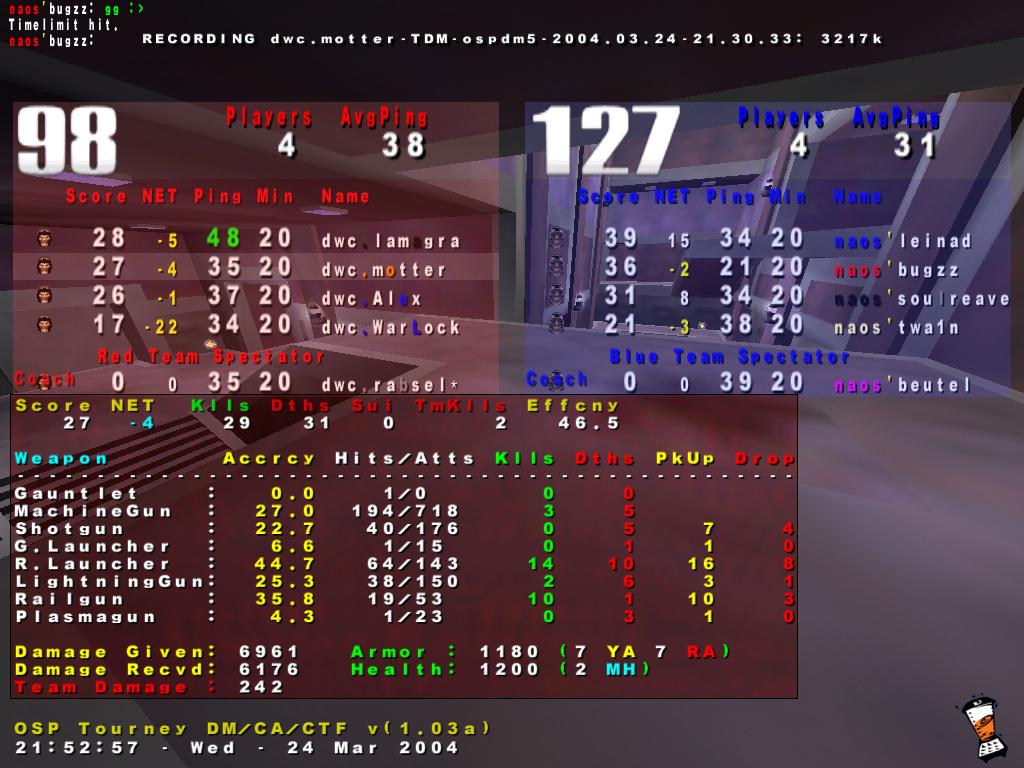 naos'bugzz: gg :>
Timelimit hit.
naos'bugzz:
RECORDING dwc.motter-TDM-ospdm5-2004.03.24-21.30.33: 3217k
98 Players AvgPing
4 38
Score NET Ping Min Name
28 -5 48 20 dwc.lam gra
27 -4 35 20 dwc.motter
26 -1 37 20 dwc.Alex
17 -22 34 20 dwc.WarLock
Red Team Spectator
Coach 0 0 35 20 dwc.rabsel*
127 Players AvgPing
4 31
Score NET Ping Min Name
39 15 34 20 naos'leinad
36 -2 21 20 naos'bugzz
31 8 34 20 naos'soulreave
21 -3 38 20 naos'twa1n
Blue Team Spectator
Coach 0 0 39 20 naos'beutel
Score NET Klls Dths Sui TmKlls Effcny
27 -4 29 31 0 2 46.5
Weapon Accrcy Hits/Atts Klls Dths PkUp Drop
Gauntlet : 0.0 1/0 0 0
MachineGun : 27.0 194/718 3 5
Shotgun : 22.7 40/176 0 5 7 4
G.Launcher : 6.6 1/15 0 1 1 0
R.Launcher : 44.7 64/143 14 10 16 8
LightningGun: 25.3 38/150 2 6 3 1
Railgun : 35.8 19/53 10 1 10 3
Plasmagun : 4.3 1/23 0 3 1 0
Damage Given: 6961 Armor : 1180 (7 YA 7 RA)
Damage Recvd: 6176 Health: 1200 (2 MH)
Team Damage : 242
OSP Tourney DM/CA/CTF v(1.03a)
21:52:57 - Wed - 24 Mar 2004